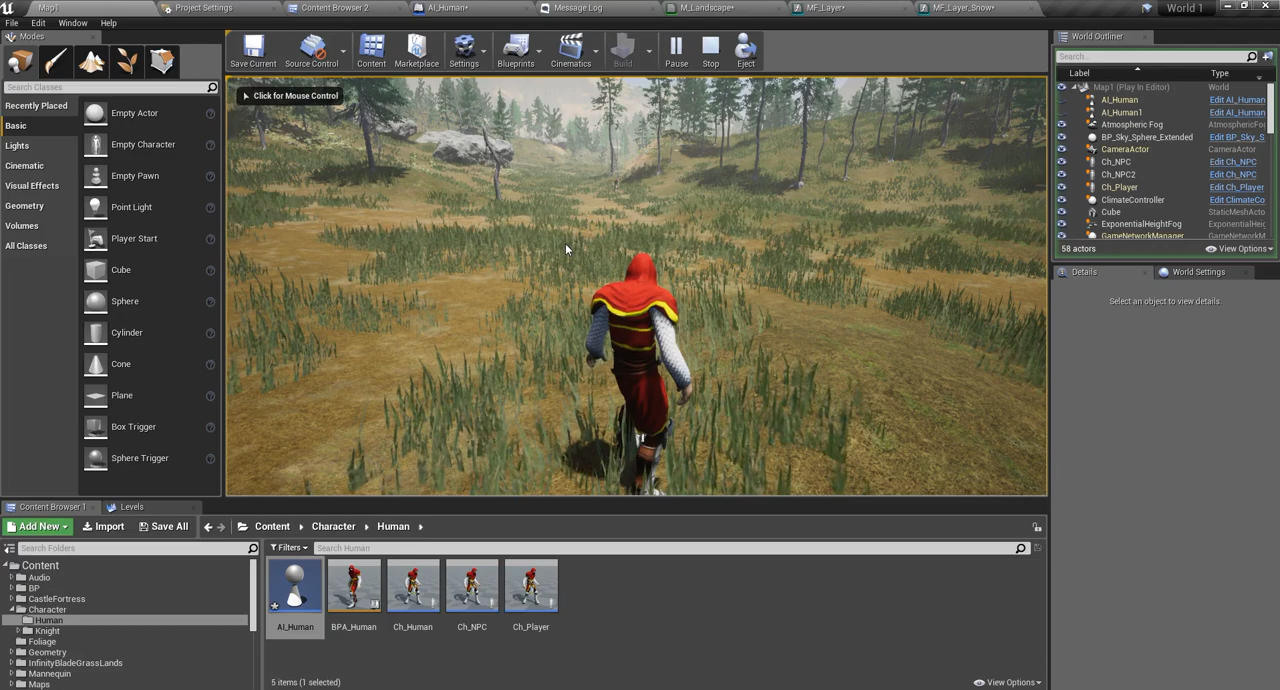 Map1
Project Settings
Content Browser 2
AI_Human*
Message Log
M_Landscape*
MF_Layer*
MF_Layer_Snow*
World 1
File Edit Window Help
Modes
Search Classes
Recently Placed
Basic
Lights
Cinematic
Visual Effects
Geometry
Volumes
All Classes
Empty Actor
Empty Character
Empty Pawn
Point Light
Player Start
Cube
Sphere
Cylinder
Cone
Plane
Box Trigger
Sphere Trigger
Save Current
Source Control
Content
Marketplace
Settings
Blueprints
Cinematics
Build
Pause
Stop
Eject
Click for Mouse Control
World Outliner
Search...
Label Type
Map1 (Play In Editor) World
AI_Human Edit AI_Human
AI_Human1 Edit AI_Human
Atmospheric Fog AtmosphericFo
BP_Sky_Sphere_Extended Edit BP_Sky_S
CameraActor CameraActor
Ch_NPC Edit Ch_NPC
Ch_NPC2 Edit Ch_NPC
Ch_Player Edit Ch_Player
ClimateController Edit ClimateCo
Cube StaticMeshActo
ExponentialHeightFog ExponentialHeig
GameNetworkManager GameNetworkM
58 actors
View Options
Details
World Settings
Select an object to view details.
Content Browser 1
Levels
Add New
Import
Save All
Content
Character
Human
Search Folders
Filters
Search Human
Content
Audio
BP
CastleFortress
Character
Human
Knight
Foliage
Geometry
InfinityBladeGrassLands
Mannequin
Maps
AI_Human
BPA_Human
Ch_Human
Ch_NPC
Ch_Player
5 items (1 selected)
View Options